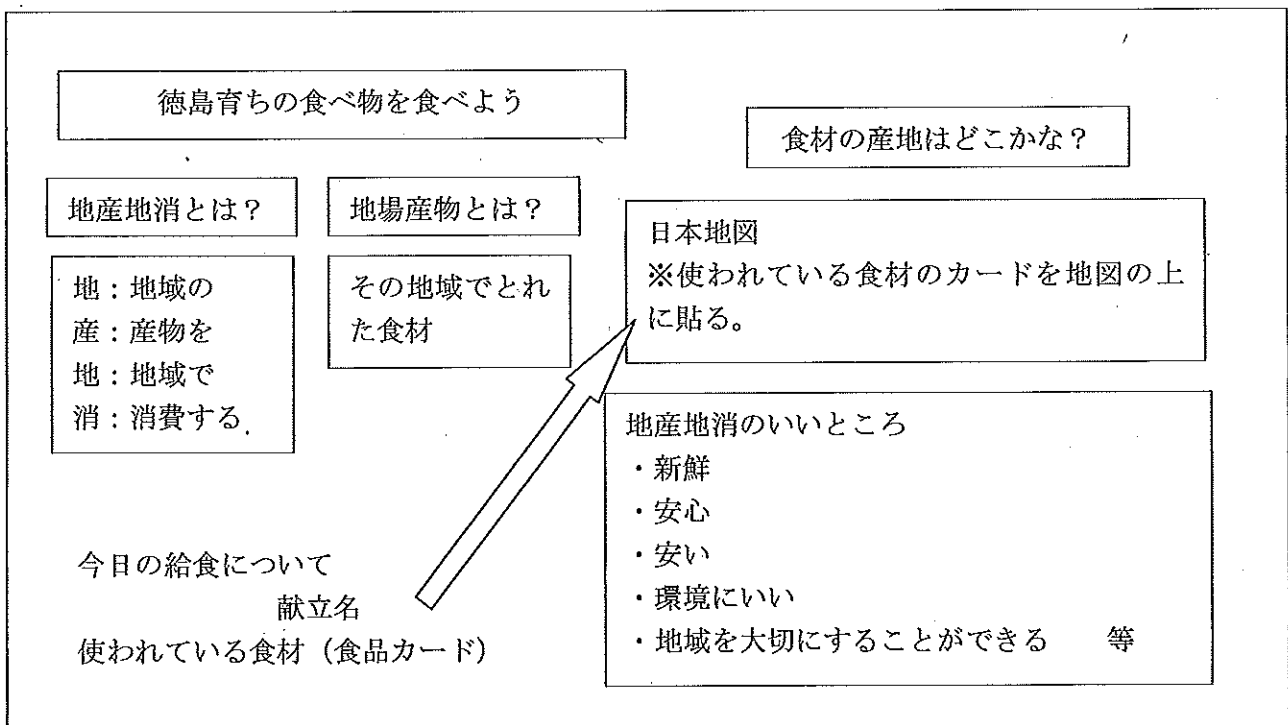 徳島育ちの食べ物を食べよう
地産地消とは？
地：地域の
産：産物を
地：地域で
消：消費する
地場産物とは？
その地域でとれ
た食材
今日の給食について
献立名
使われている食材（食品カード）
食材の産地はどこかな？
日本地図
※使われている食材のカードを地図の上
に貼る。
地産地消のいいところ
・新鮮
・安心
・安い
・環境にいい
・地域を大切にすることができる　　等